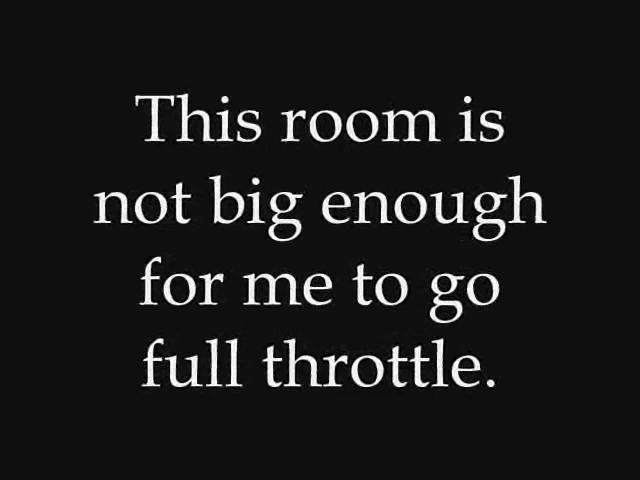 This room is
not big enough
for me to go
full throttle.